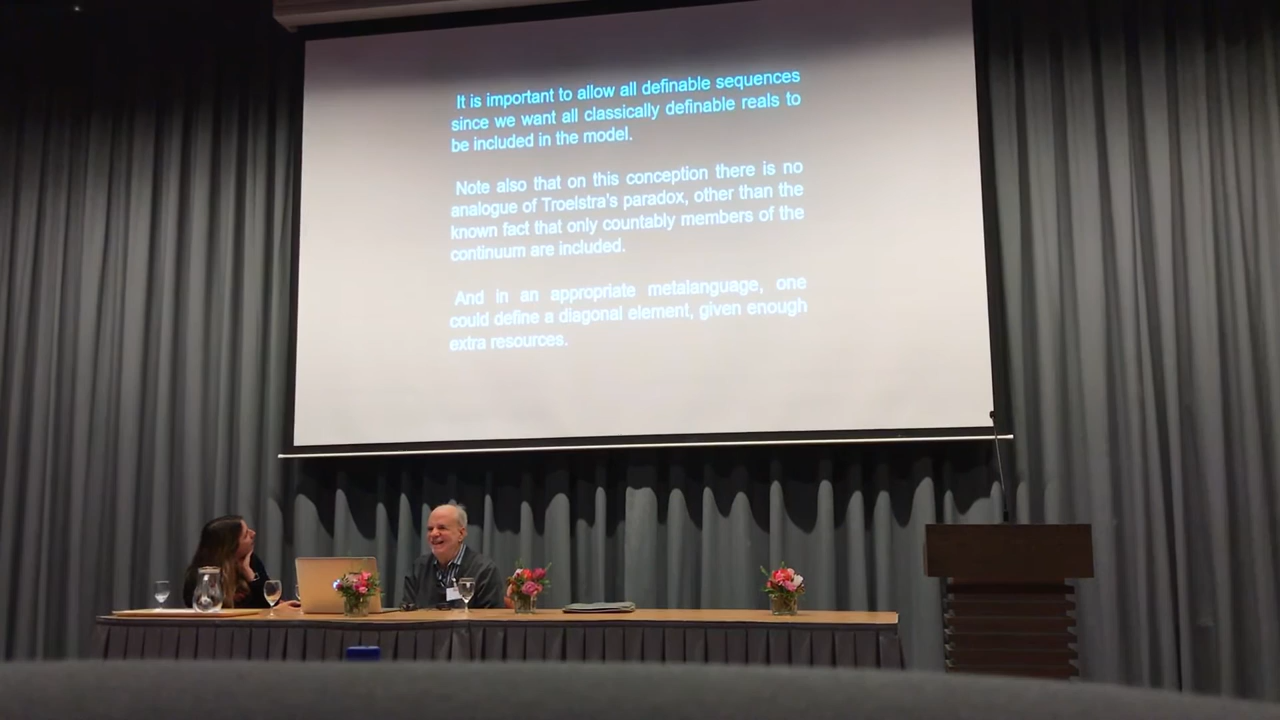 It is important to allow all definable sequences
since we want all classically definable reals to
be included in the model.
Note also that on this conception there is no
analogue of Troelstra's paradox, other than the
known fact that only countably members of the
continuum are included.
And in an appropriate metalanguage, one
could define a diagonal element, given enough
extra resources.